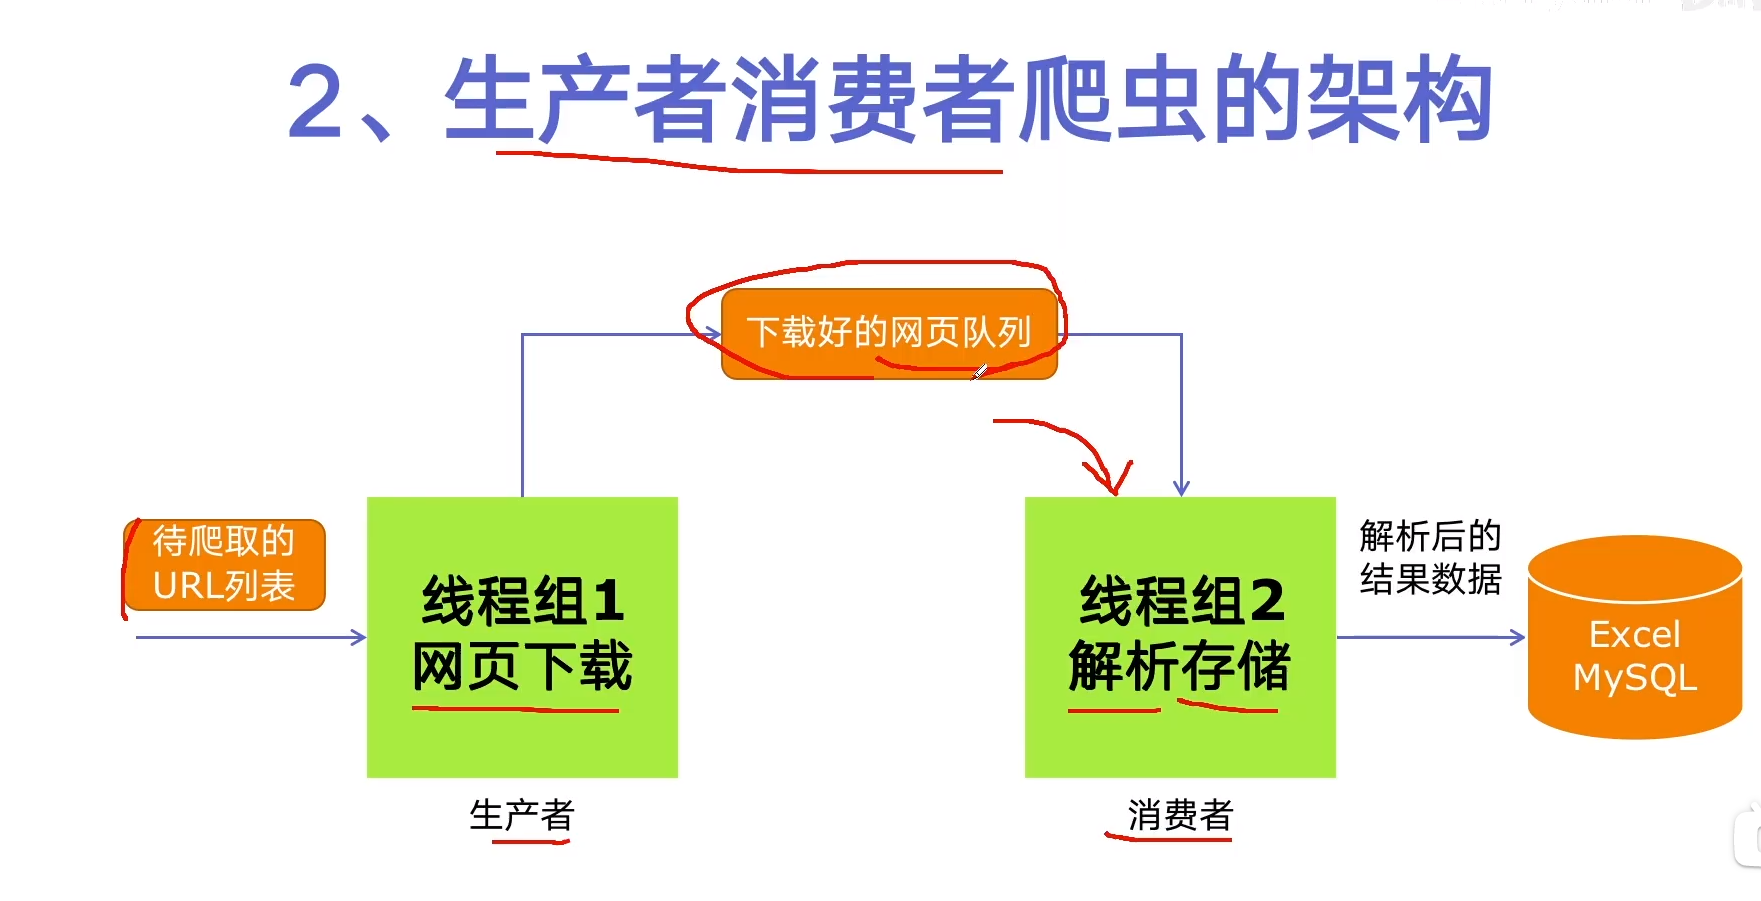 2、生产者消费者爬虫的架构
下载好的网页队列
待爬取的
URL列表
线程组1
网页下载
生产者
线程组2
解析存储
消费者
解析后的
结果数据
Excel
MySQL